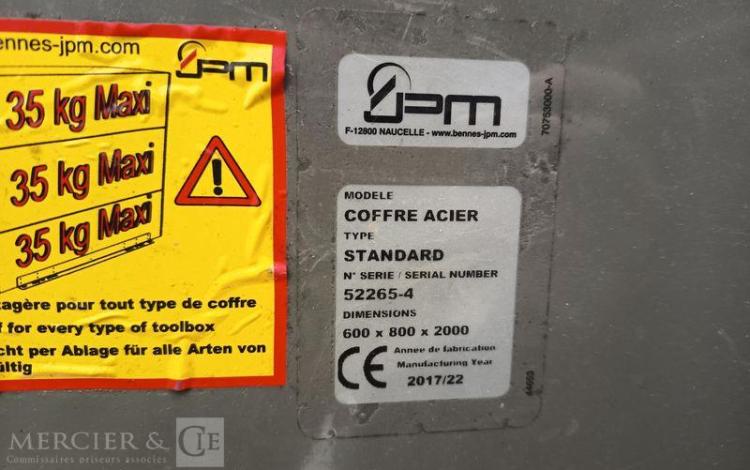 ennes-jpm.com
JPM
35 kg Maxi
35 kg Maxi
35 kg Maxi
agère pour tout type de coffre
for every type of toolbox
cht per Ablage für alle Arten von
ültig
JPM
F-12800 NAUCELLE - www.bennes-jpm.com
70753000-A
MODELE
COFFRE ACIER
TYPE
STANDARD
N° SERIE / SERIAL NUMBER
52265-4
DIMENSIONS
600 x 800 x 2000
CE
Annee de fabrication
Manufacturing Year
2017/22
MERCIER & CIE
Commissaires priseurs associés